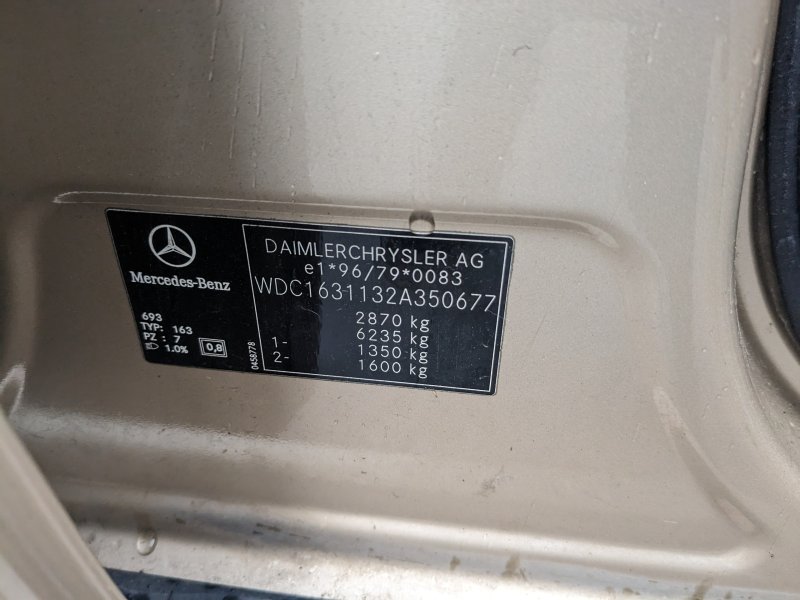 Mercedes-Benz
693
TYP: 163
PZ : 7
1.0%
0,8
0458778
DAIMLERCHRYSLER AG
e1*96/79*0083
WDC1631132A350677
2870 kg
6235 kg
1- 1350 kg
2- 1600 kg